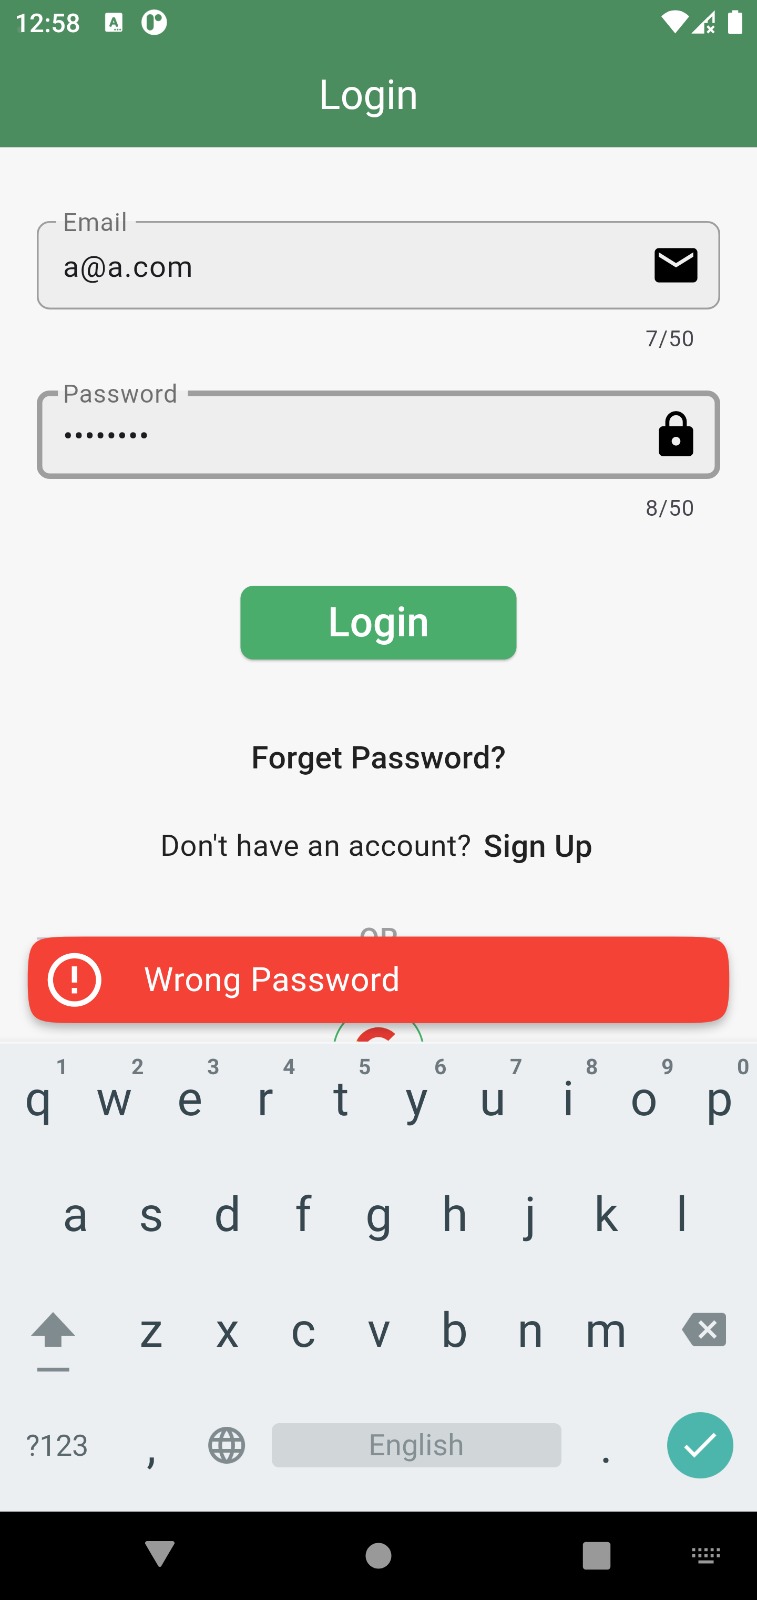 12:58
Login
Email
a@a.com
7/50
Password
••••••••
8/50
Login
Forget Password?
Don't have an account? Sign Up
OR
Wrong Password
1 2 3 4 5 6 7 8 9 0
q w e r t y u i o p
a s d f g h j k l
z x c v b n m
?123 , English .